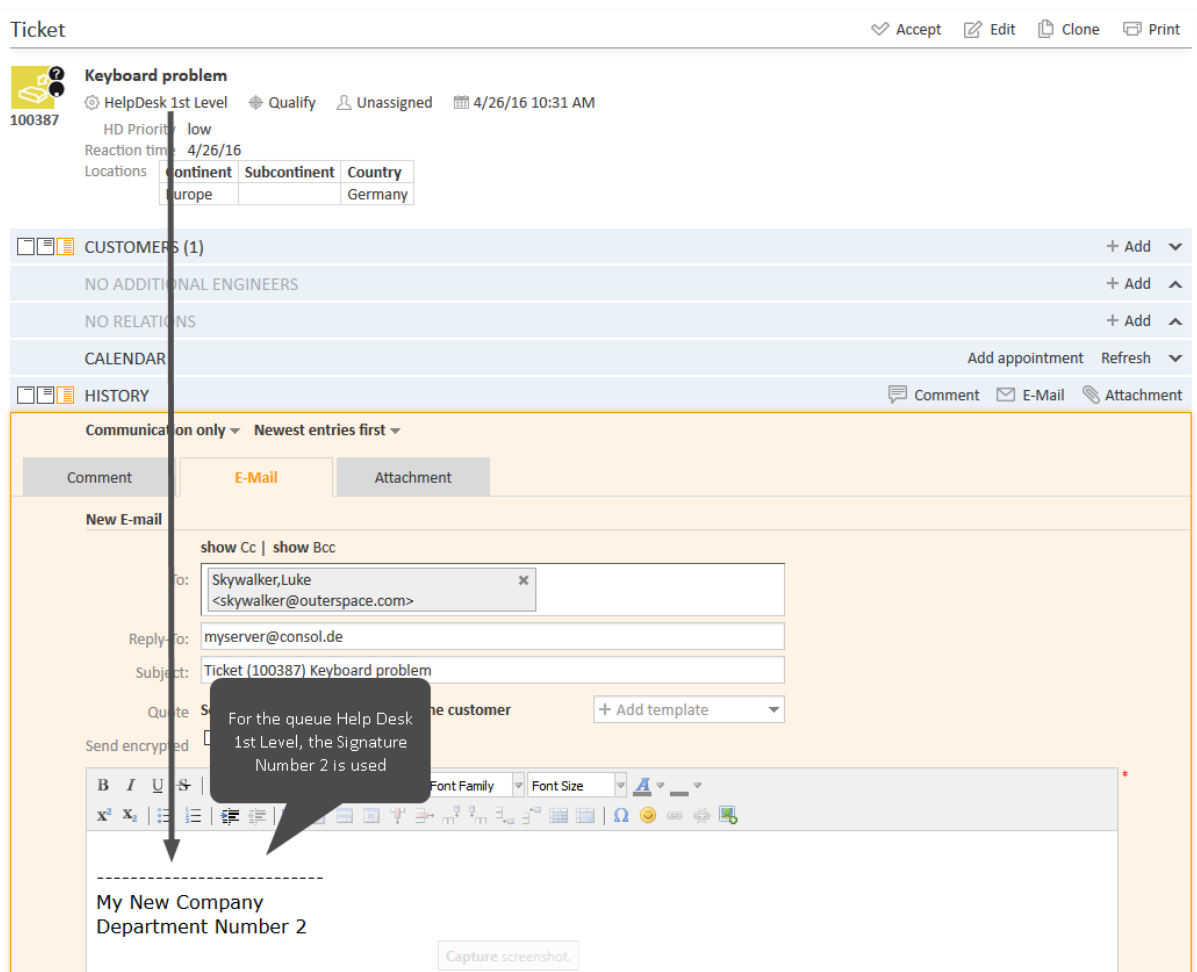 Ticket Accept Edit Clone Print
Keyboard problem
HelpDesk 1st Level Qualify Unassigned 4/26/16 10:31 AM
100387
HD Priority low
Reaction time 4/26/16
Locations Continent Subcontinent Country
Europe Germany
CUSTOMERS (1) + Add
NO ADDITIONAL ENGINEERS + Add
NO RELATIONS + Add
CALENDAR Add appointment Refresh
HISTORY Comment E-Mail Attachment
Communication only Newest entries first
Comment E-Mail Attachment
New E-mail
show Cc | show Bcc
To: Skywalker,Luke
<skywalker@outerspace.com>
Reply-To: myserver@consol.de
Subject: Ticket (100387) Keyboard problem
Quote customer + Add template
Send encrypted
For the queue Help Desk
1st Level, the Signature
Number 2 is used
B I U S Font Family Font Size A
x² X₂ Ω
---------------------------
My New Company
Department Number 2
Capture screenshot.